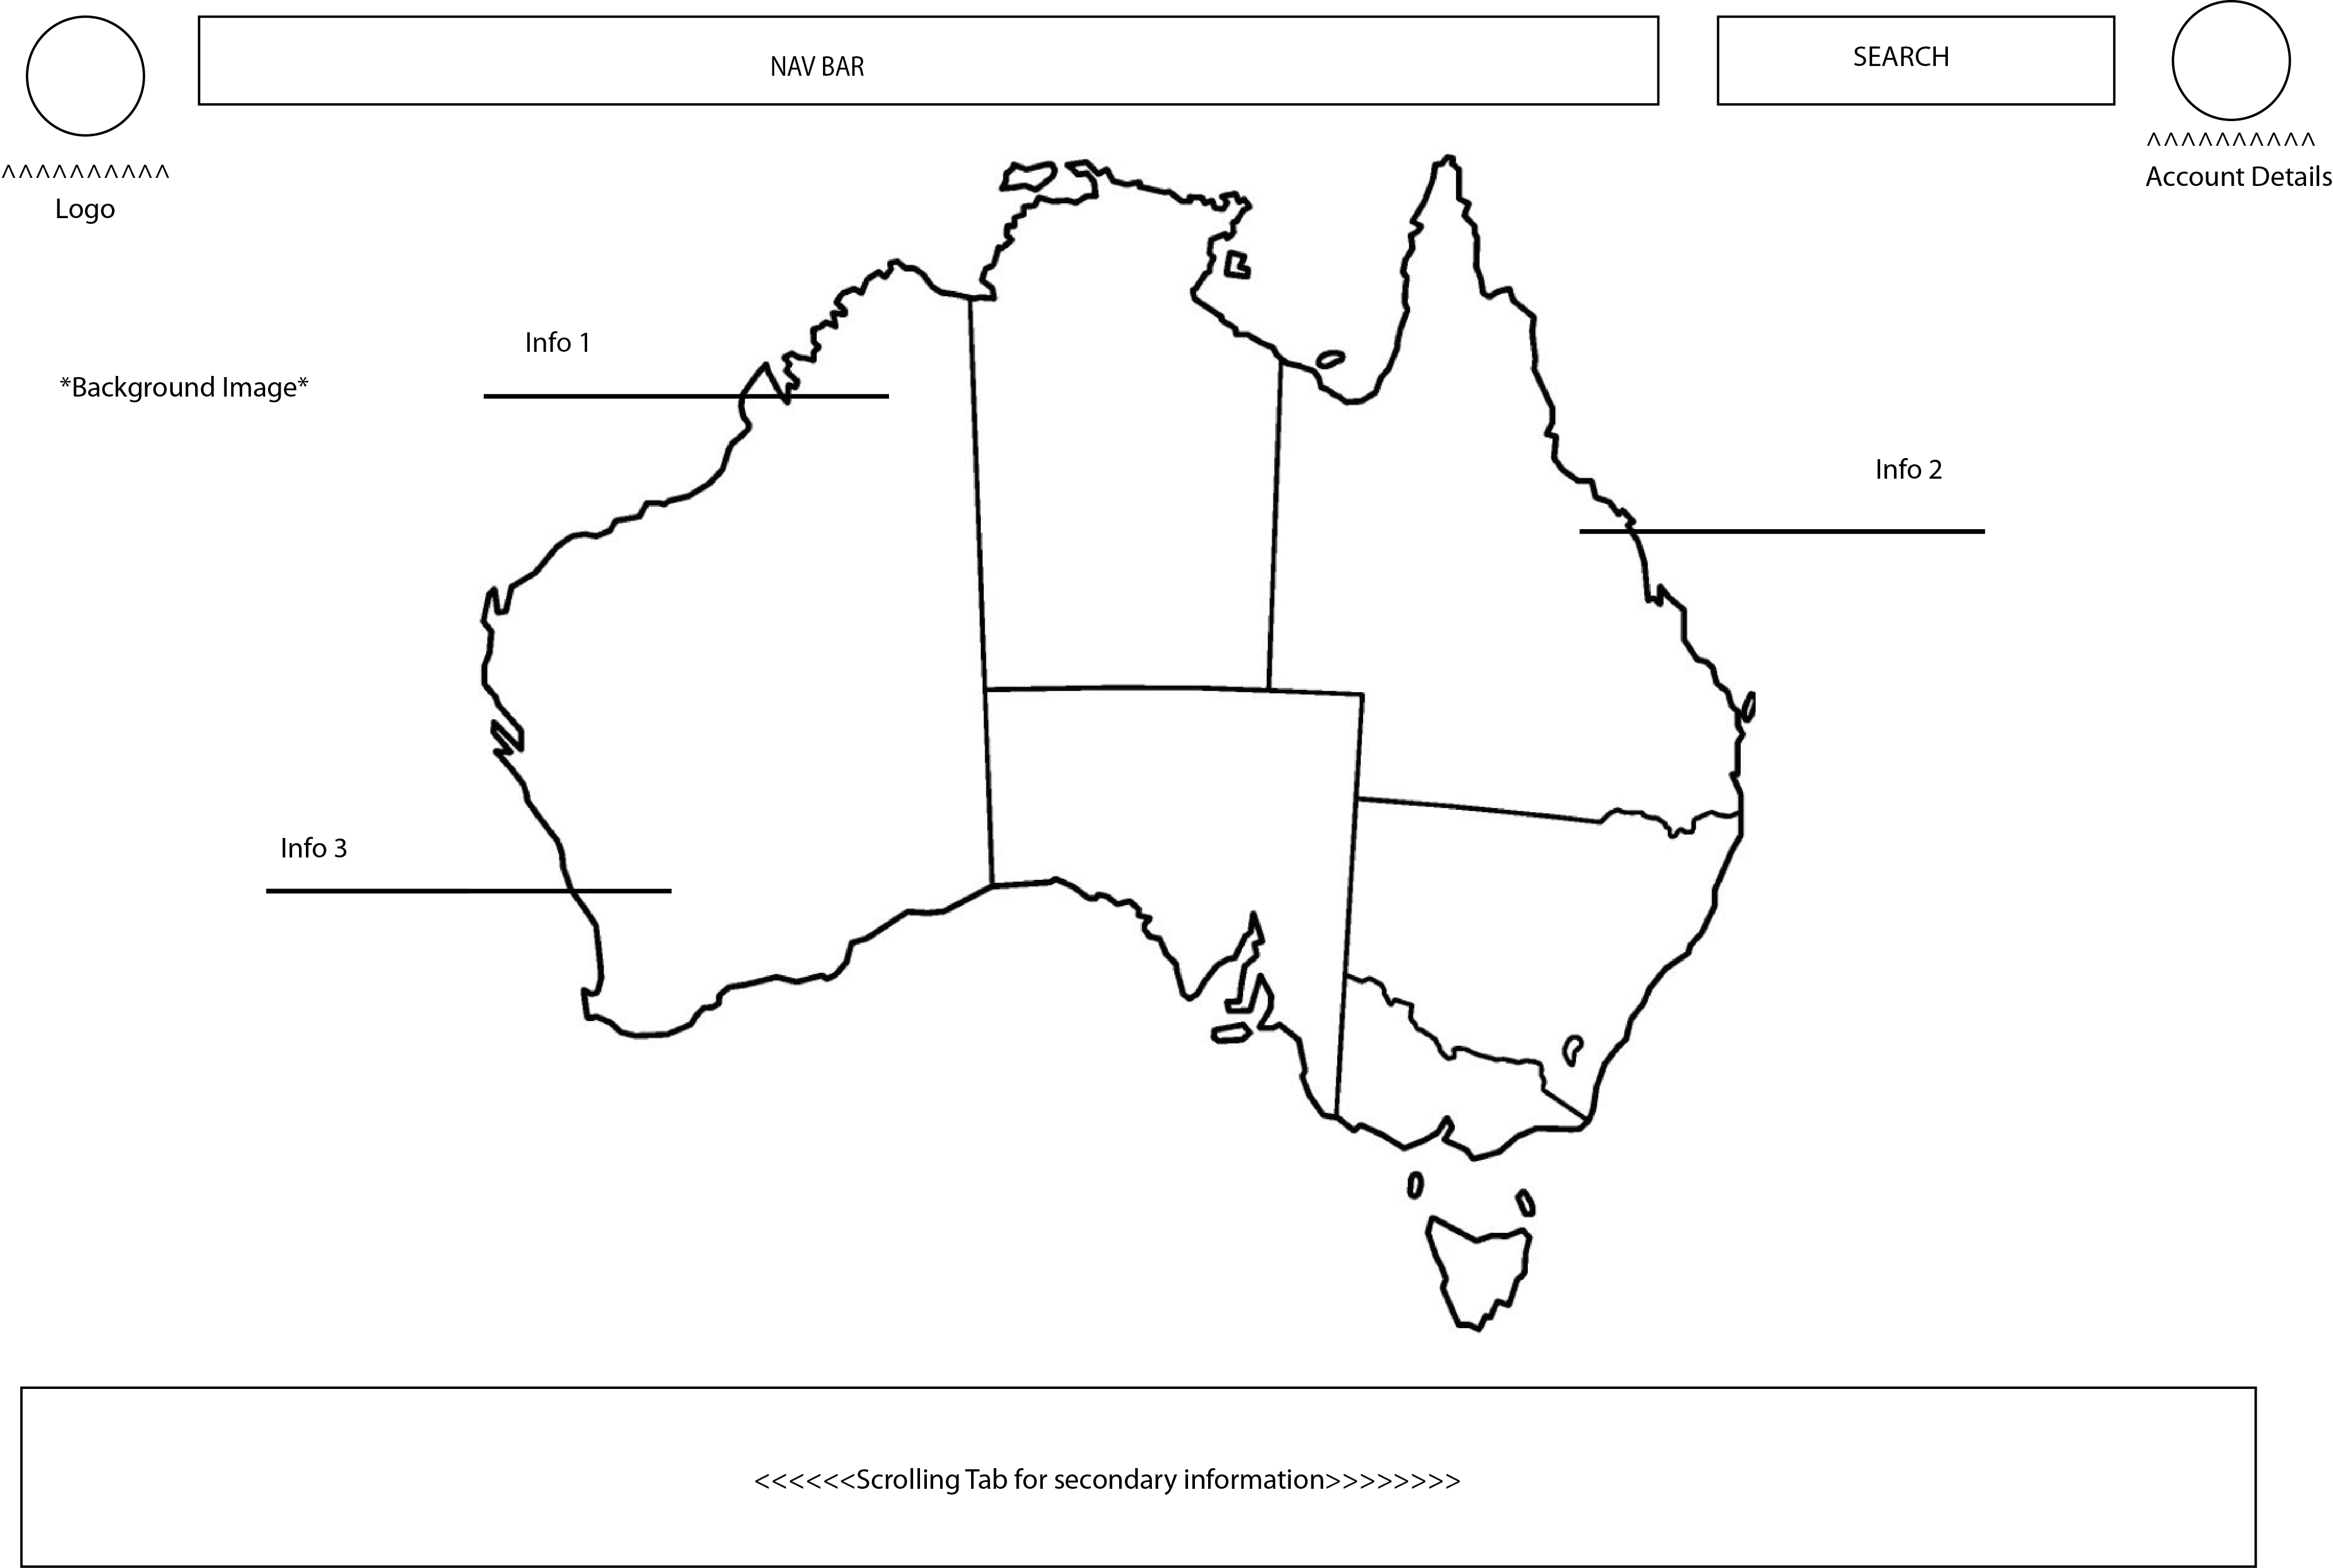 NAV BAR
SEARCH
^^^^^^^^^^
Logo
^^^^^^^^^^
Account Details
Info 1
*Background Image*
Info 2
Info 3
<<<<<<Scrolling Tab for secondary information>>>>>>>>